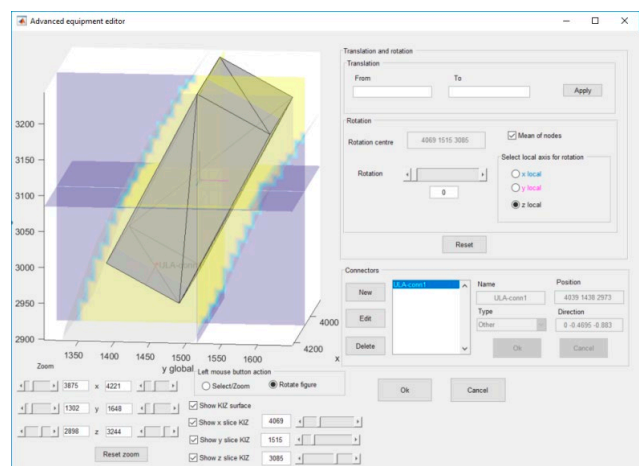 Advanced equipment editor
3200
3150
3100
3050
3000
2950
2900
1350 1400 1450 1500 1550 1600
y global
4000
4200
x
ULA-conn1
Translation and rotation
Translation
From To
Apply
Rotation
Rotation centre 4069 1515 3085 Mean of nodes
Rotation
0
Select local axis for rotation
x local
y local
z local
Reset
Connectors
New
Edit
Delete
ULA-conn1
Name Position
ULA-conn1 4039 1438 2973
Type Direction
Other 0 -0.4695 -0.883
Ok Cancel
Zoom
3875 x 4221
1302 y 1648
2898 z 3244
Reset zoom
Left mouse button action
Select/Zoom Rotate figure
Show KIZ surface
Show x slice KIZ 4069
Show y slice KIZ 1515
Show z slice KIZ 3085
Ok Cancel